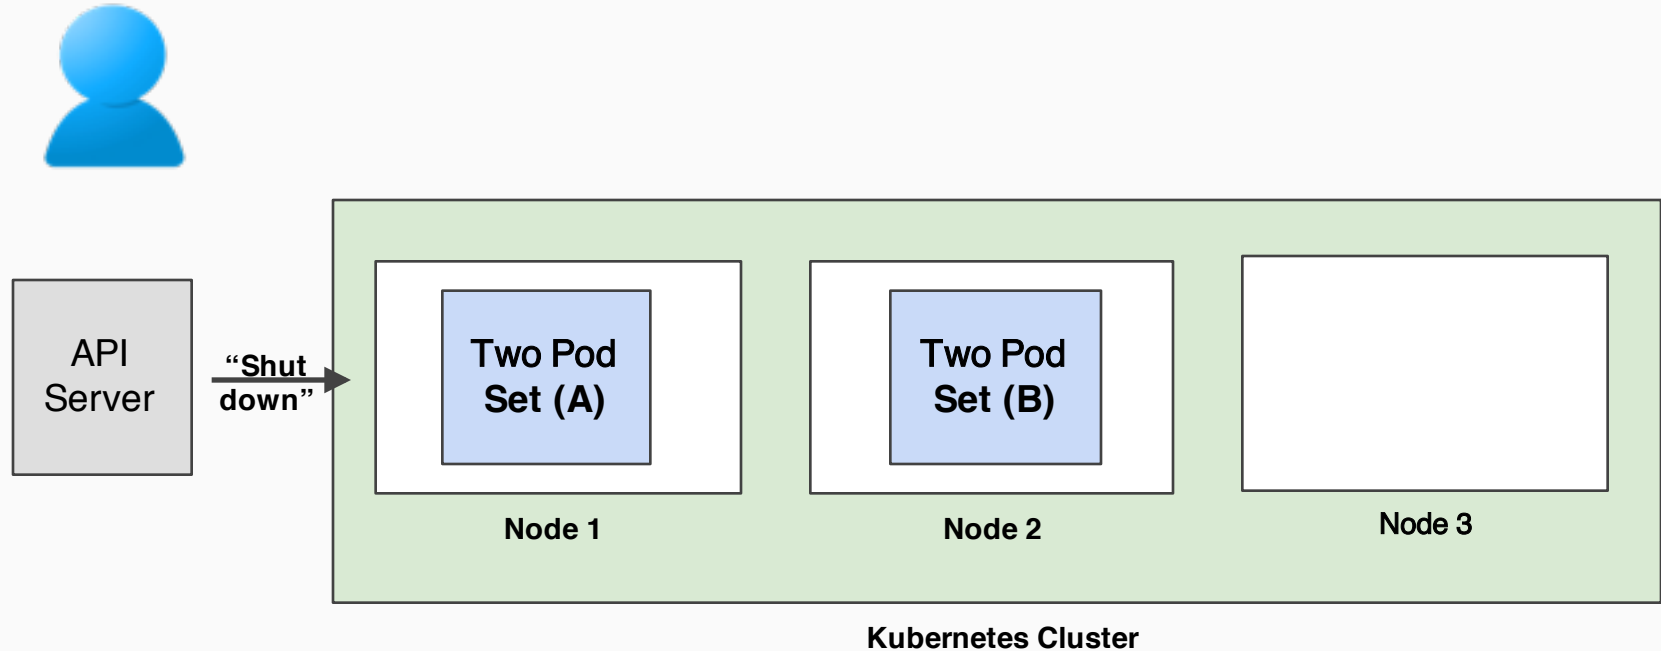 API
Server
“Shut
down”
Two Pod
Set (A)
Two Pod
Set (B)
Node 1
Node 2
Node 3
Kubernetes Cluster